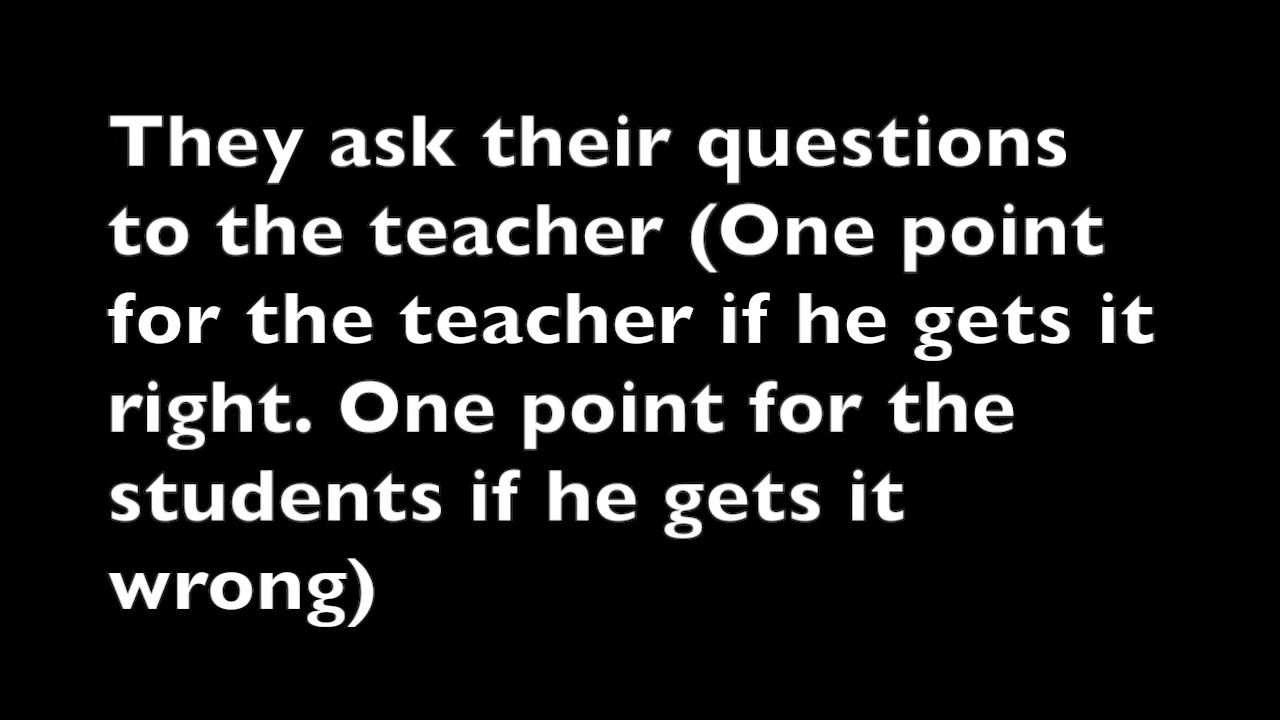 They ask their questions
to the teacher (One point
for the teacher if he gets it
right. One point for the
students if he gets it
wrong)